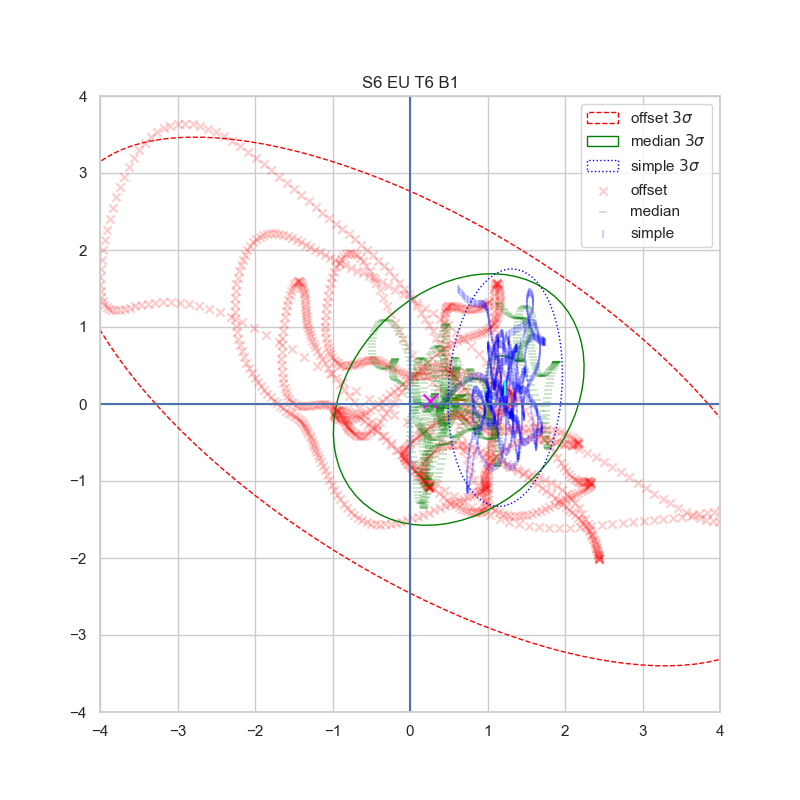 S6 EU T6 B1
offset 3σ
median 3σ
simple 3σ
offset
median
simple
4
3
2
1
0
−1
−2
−3
−4
−4 −3 −2 −1 0 1 2 3 4